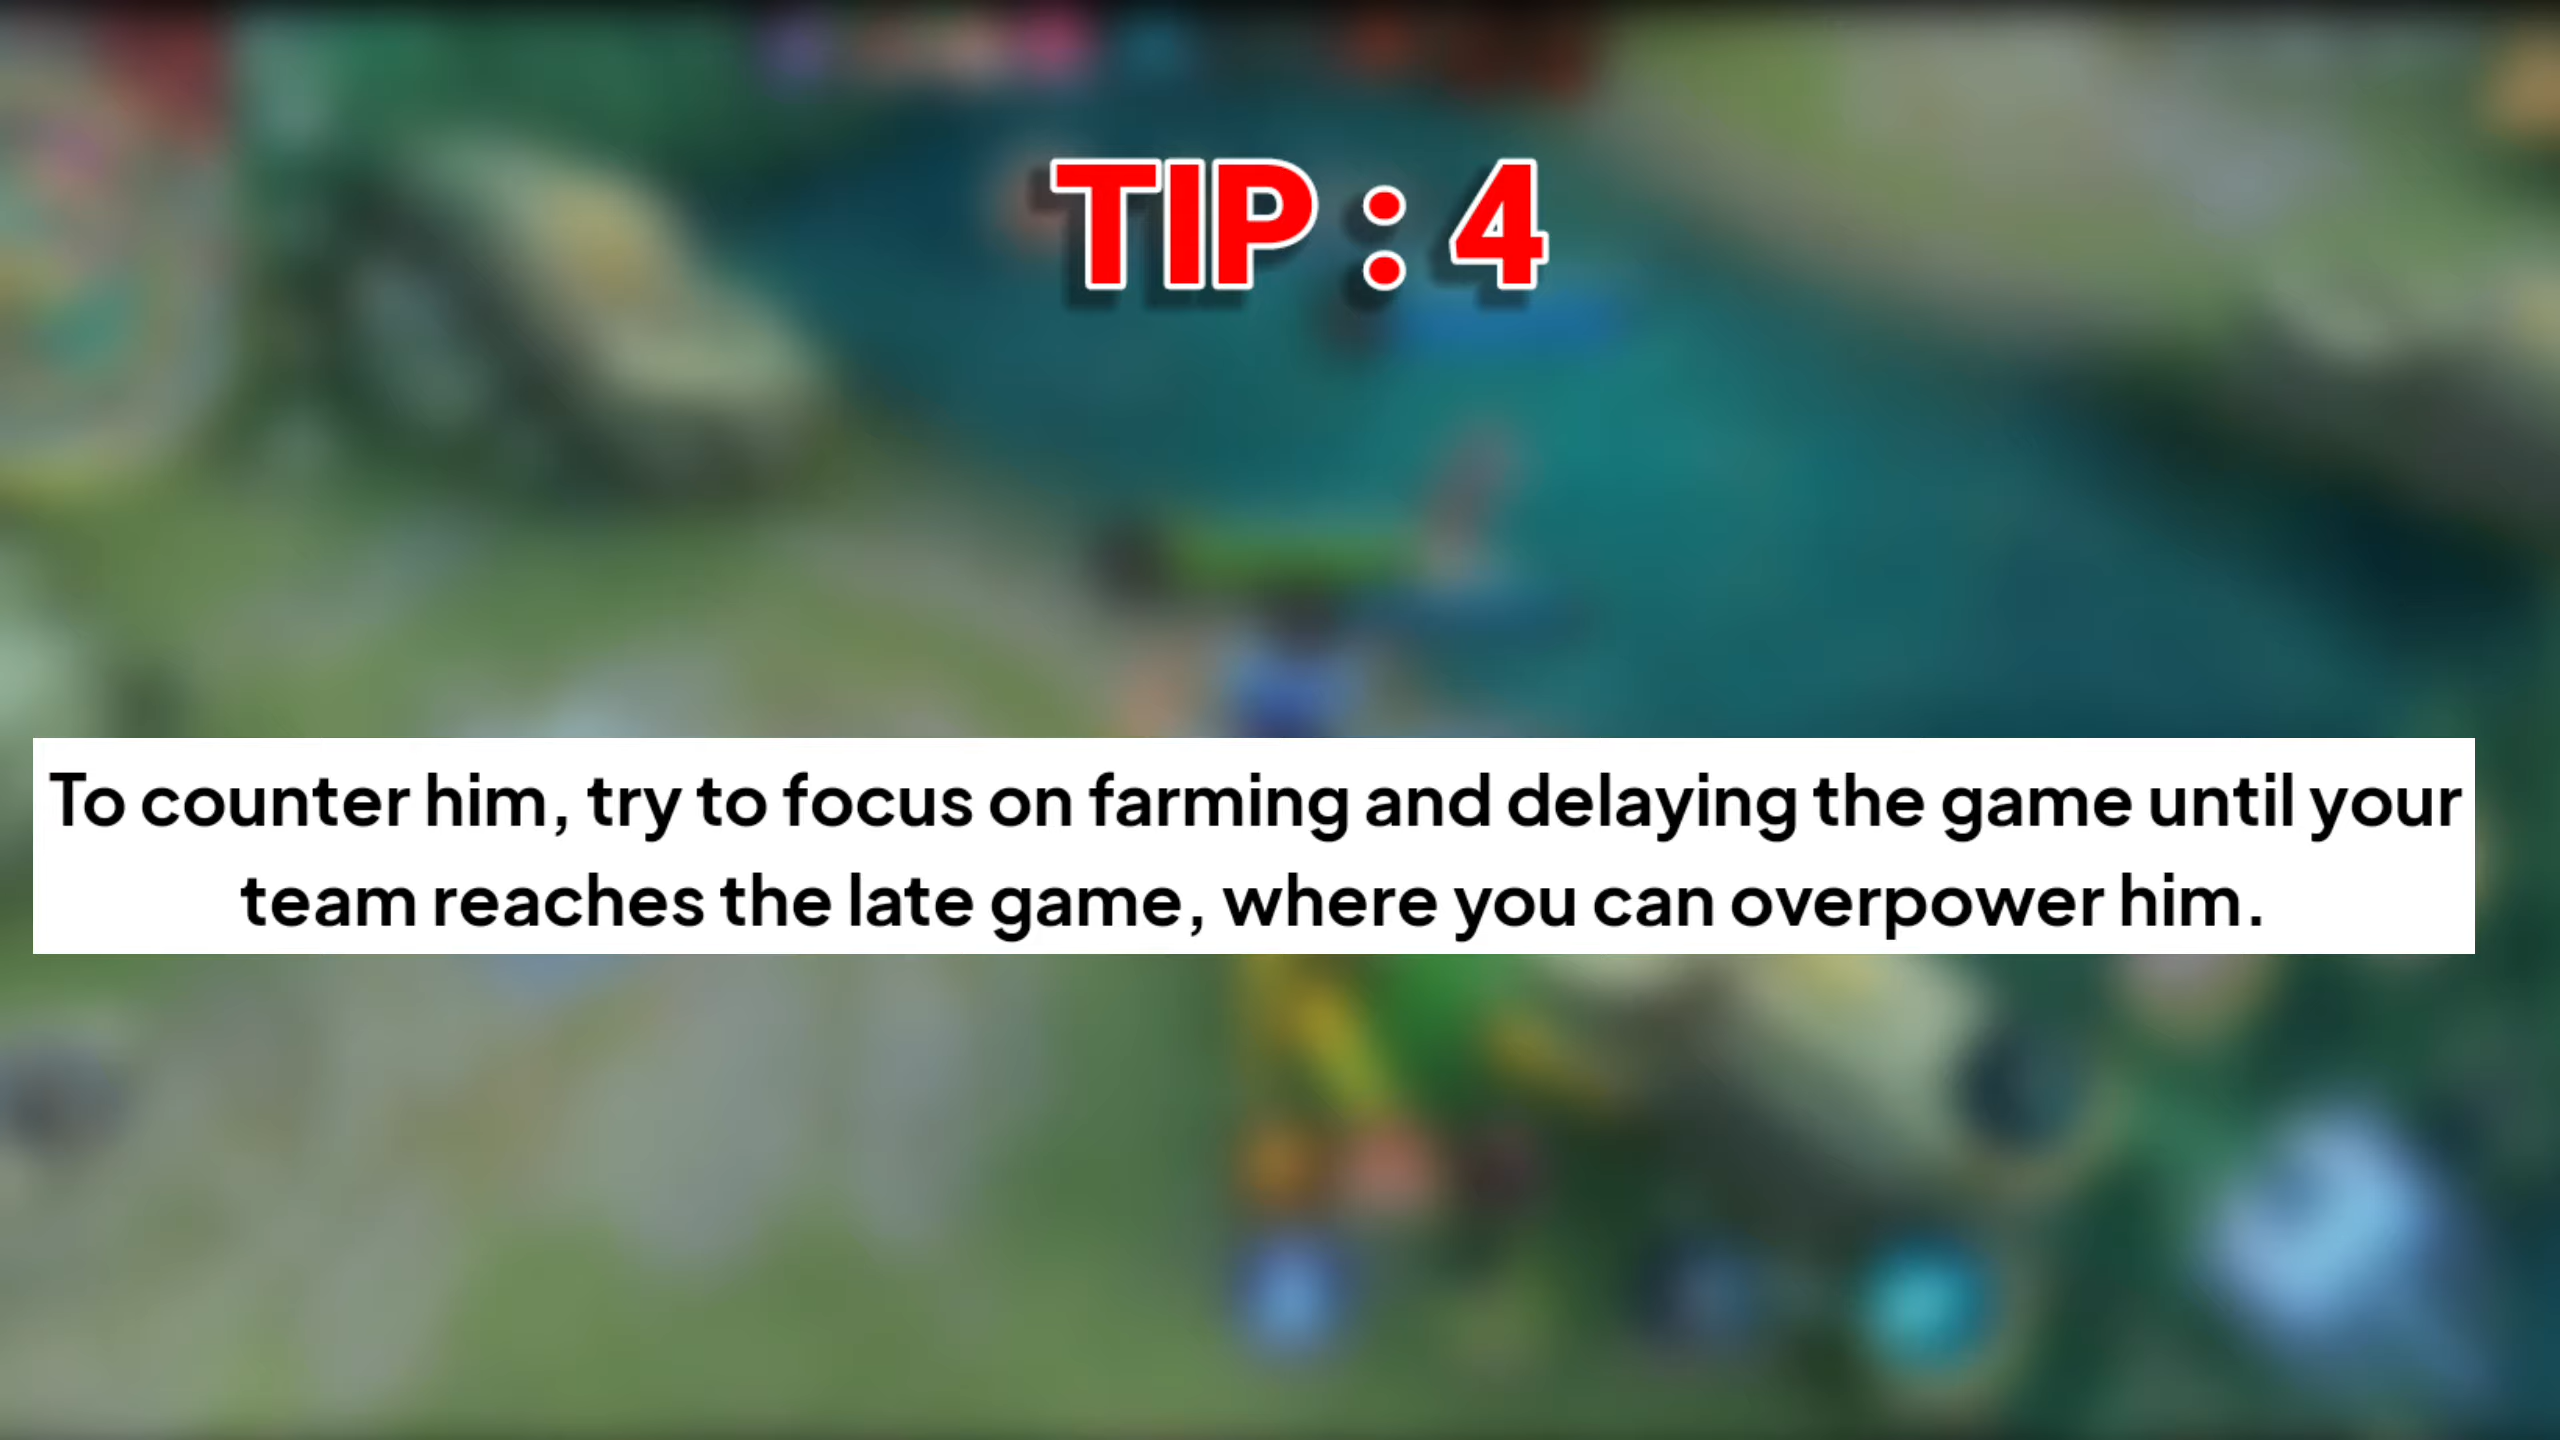 TIP : 4
To counter him, try to focus on farming and delaying the game until your
team reaches the late game, where you can overpower him.